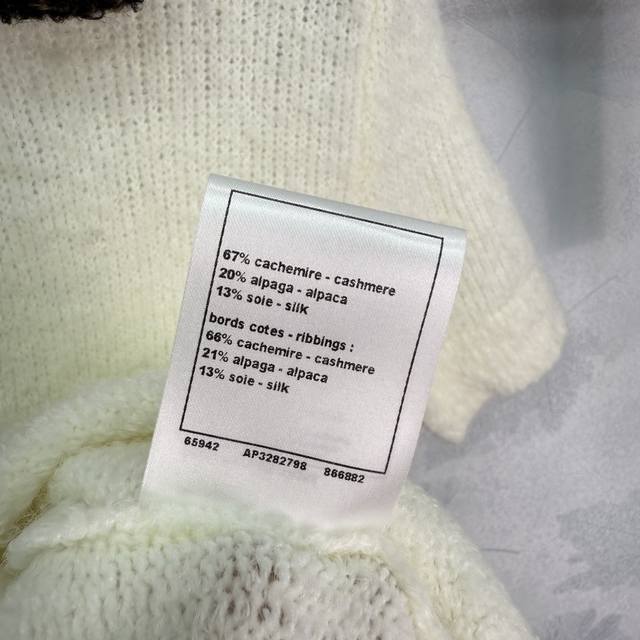 67% cachemire - cashmere
20% alpaga - alpaca
13% soie - silk
bords cotes - ribbings :
66% cachemire - cashmere
21% alpaga - alpaca
13% soie - silk
65942 AP3282798 866882